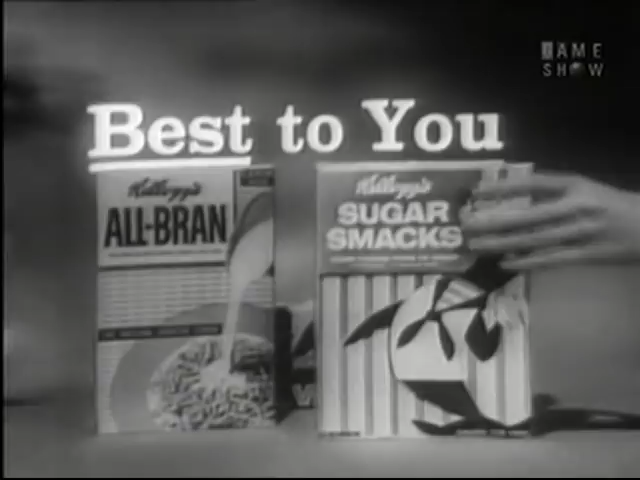 GAME
SHOW
Best to You
Kellogg's
ALL-BRAN
Kellogg's
SUGAR
SMACKS